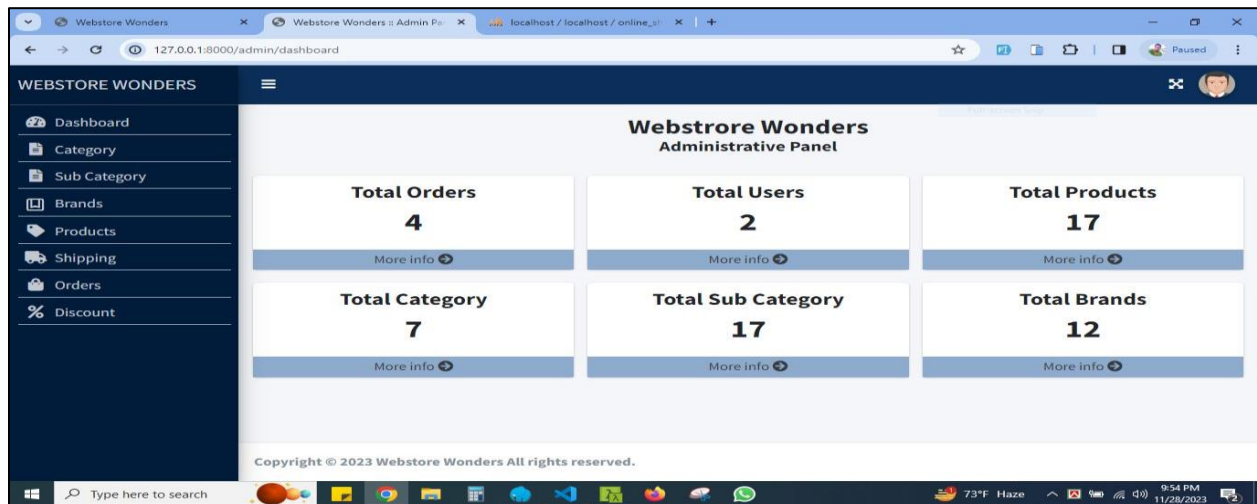 Webstore Wonders
Webstore Wonders :: Admin Pa
localhost / localhost / online_sh
127.0.0.1:8000/admin/dashboard
Paused
WEBSTORE WONDERS
Dashboard
Category
Sub Category
Brands
Products
Shipping
Orders
Discount
Webstrore Wonders
Administrative Panel
Total Orders
4
More info
Total Users
2
More info
Total Products
17
More info
Total Category
7
More info
Total Sub Category
17
More info
Total Brands
12
More info
Copyright © 2023 Webstore Wonders All rights reserved.
Type here to search
73°F Haze
9:54 PM
11/28/2023